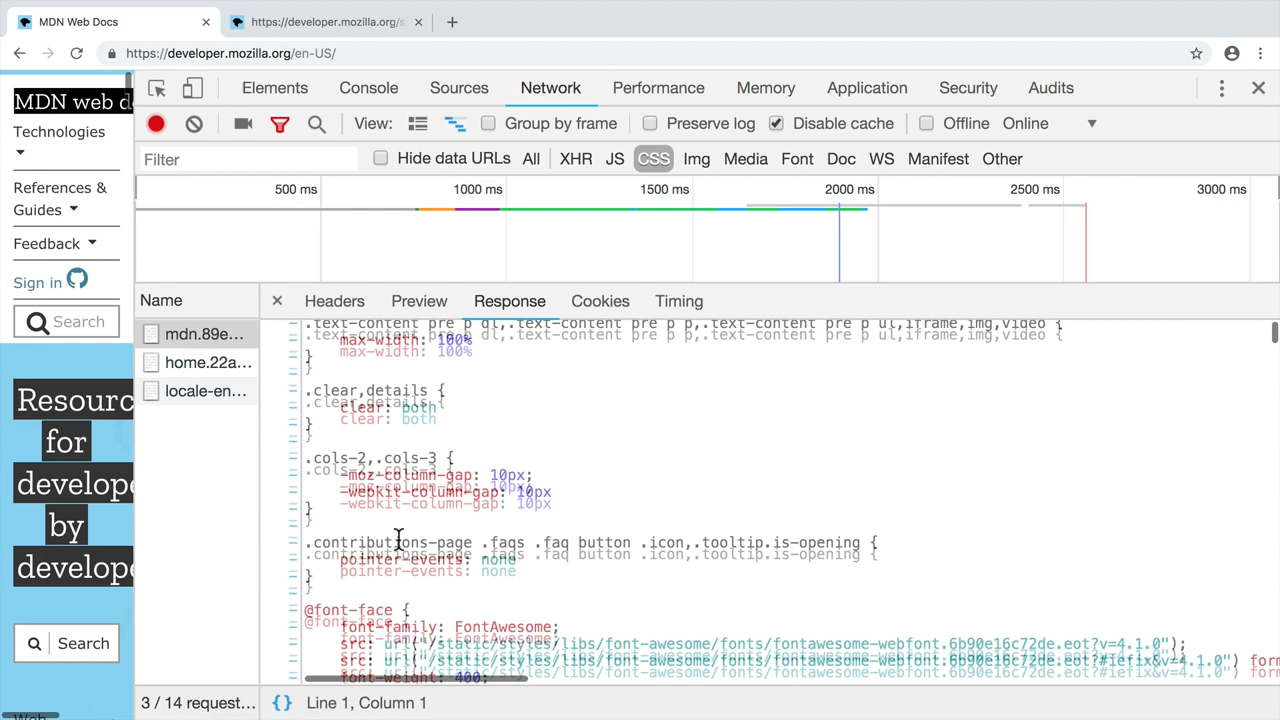 MDN Web Docs
https://developer.mozilla.org/s
https://developer.mozilla.org/en-US/
MDN web d
Technologies
References &
Guides
Feedback
Sign in
Search
Resourc
for
develope
by
develope
Search
Elements Console Sources Network Performance Memory Application Security Audits
View: Group by frame Preserve log Disable cache Offline Online
Filter Hide data URLs All XHR JS CSS Img Media Font Doc WS Manifest Other
500 ms 1000 ms 1500 ms 2000 ms 2500 ms 3000 ms
Name
mdn.89e...
home.22a...
locale-en...
Headers Preview Response Cookies Timing
.text-content pre p dl,.text-content pre p p,.text-content pre p ul,iframe,img,video {
max-width: 100%
}
.clear,details {
clear: both
}
.cols-2,.cols-3 {
-moz-column-gap: 10px;
-webkit-column-gap: 10px
}
.contributions-page .faqs .faq button .icon,.tooltip.is-opening {
pointer-events: none
}
@font-face {
font-family: FontAwesome;
src: url("/static/styles/libs/font-awesome/fonts/fontawesome-webfont.6b90e16c72de.eot?v=4.1.0");
src: url("/static/styles/libs/font-awesome/fonts/fontawesome-webfont.6b90e16c72de.eot?#iefix&v=4.1.0") form
font-weight: 400;
3 / 14 request...
{} Line 1, Column 1